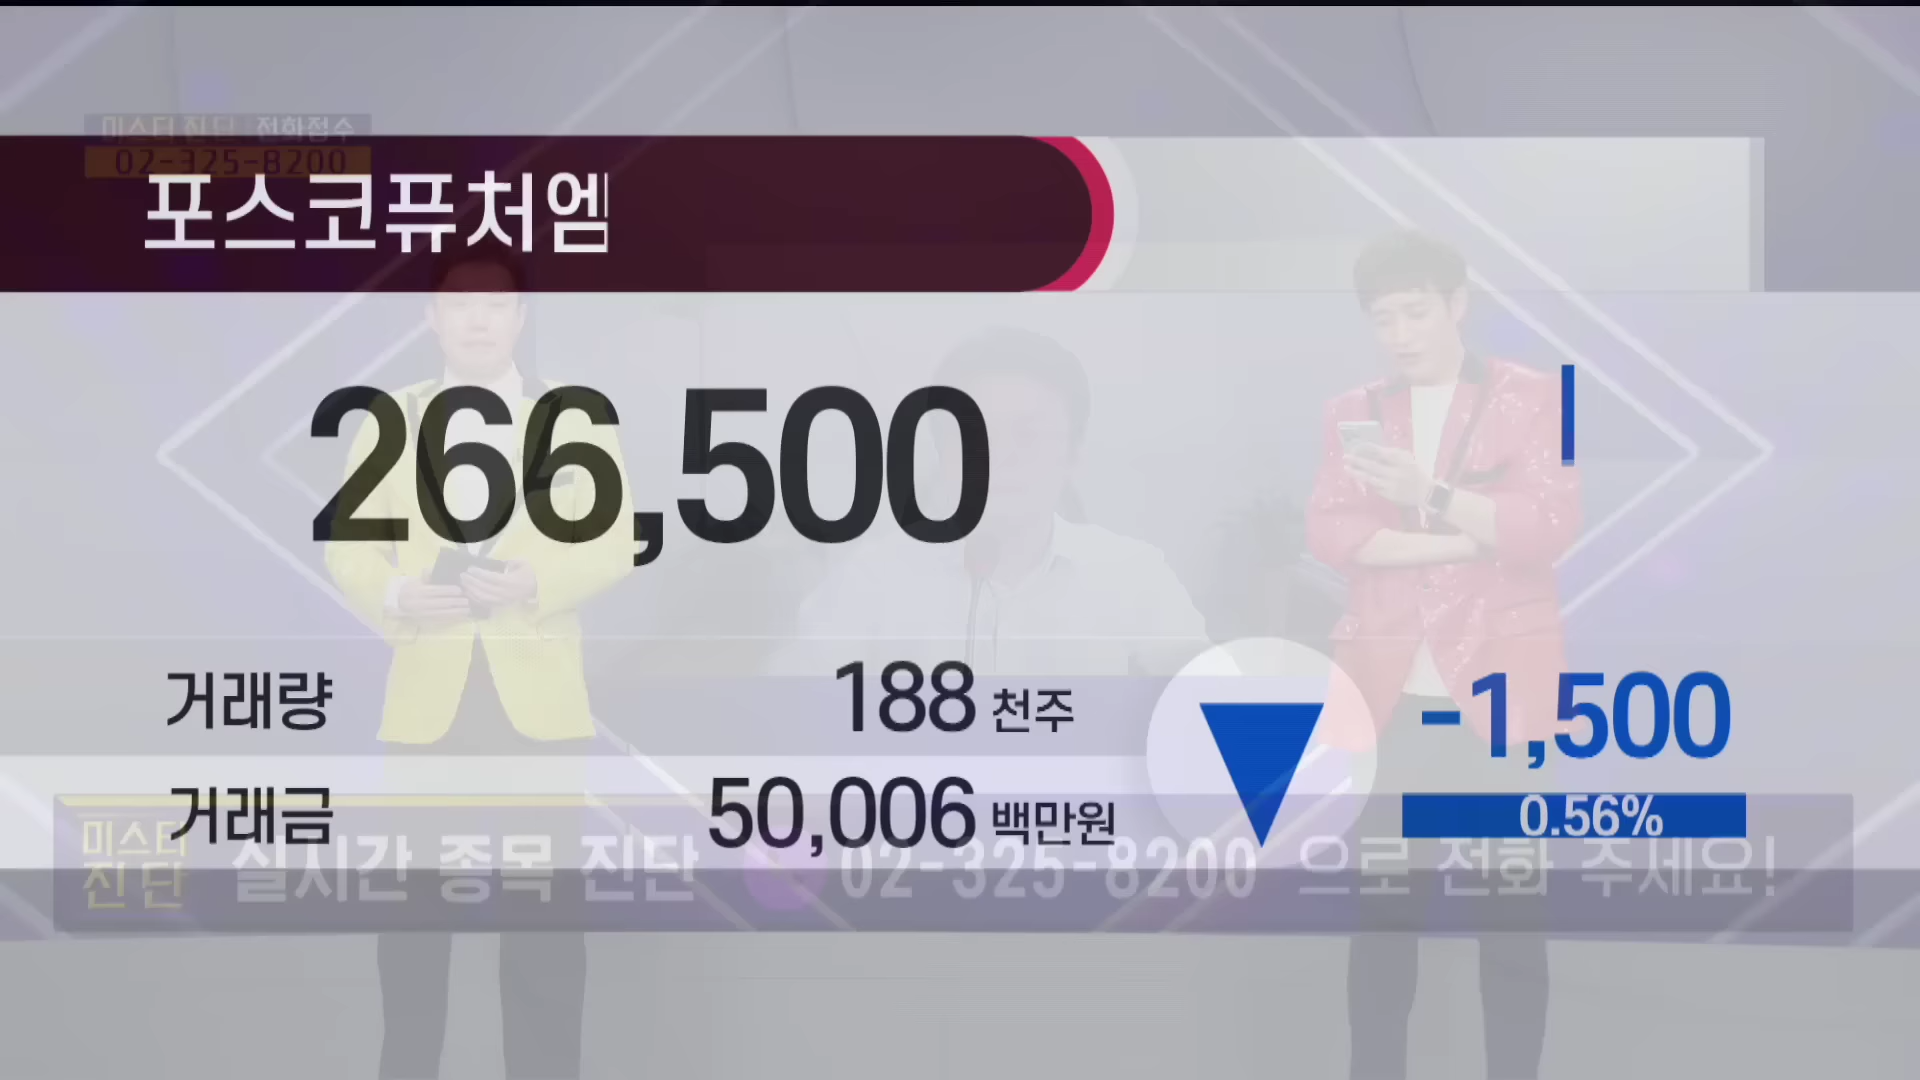 미스터 진단 전화접수
02-325-8200
포스코퓨처엠
266,500
거래량 188 천주
-1,500
거래금 50,006 백만원
0.56%
미스터
진단
실시간 종목 진단 02-325-8200 으로 전화 주세요!